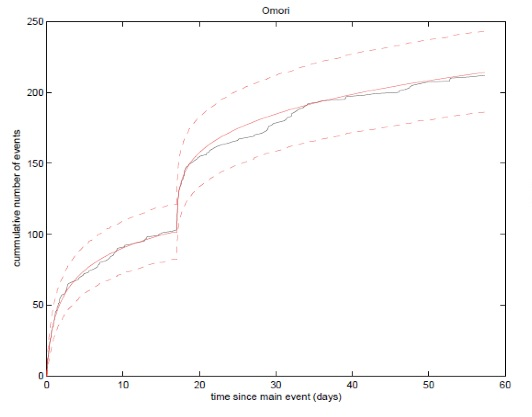 Omori
250
200
150
100
50
0
0 10 20 30 40 50 60
cummulative number of events
time since main event (days)